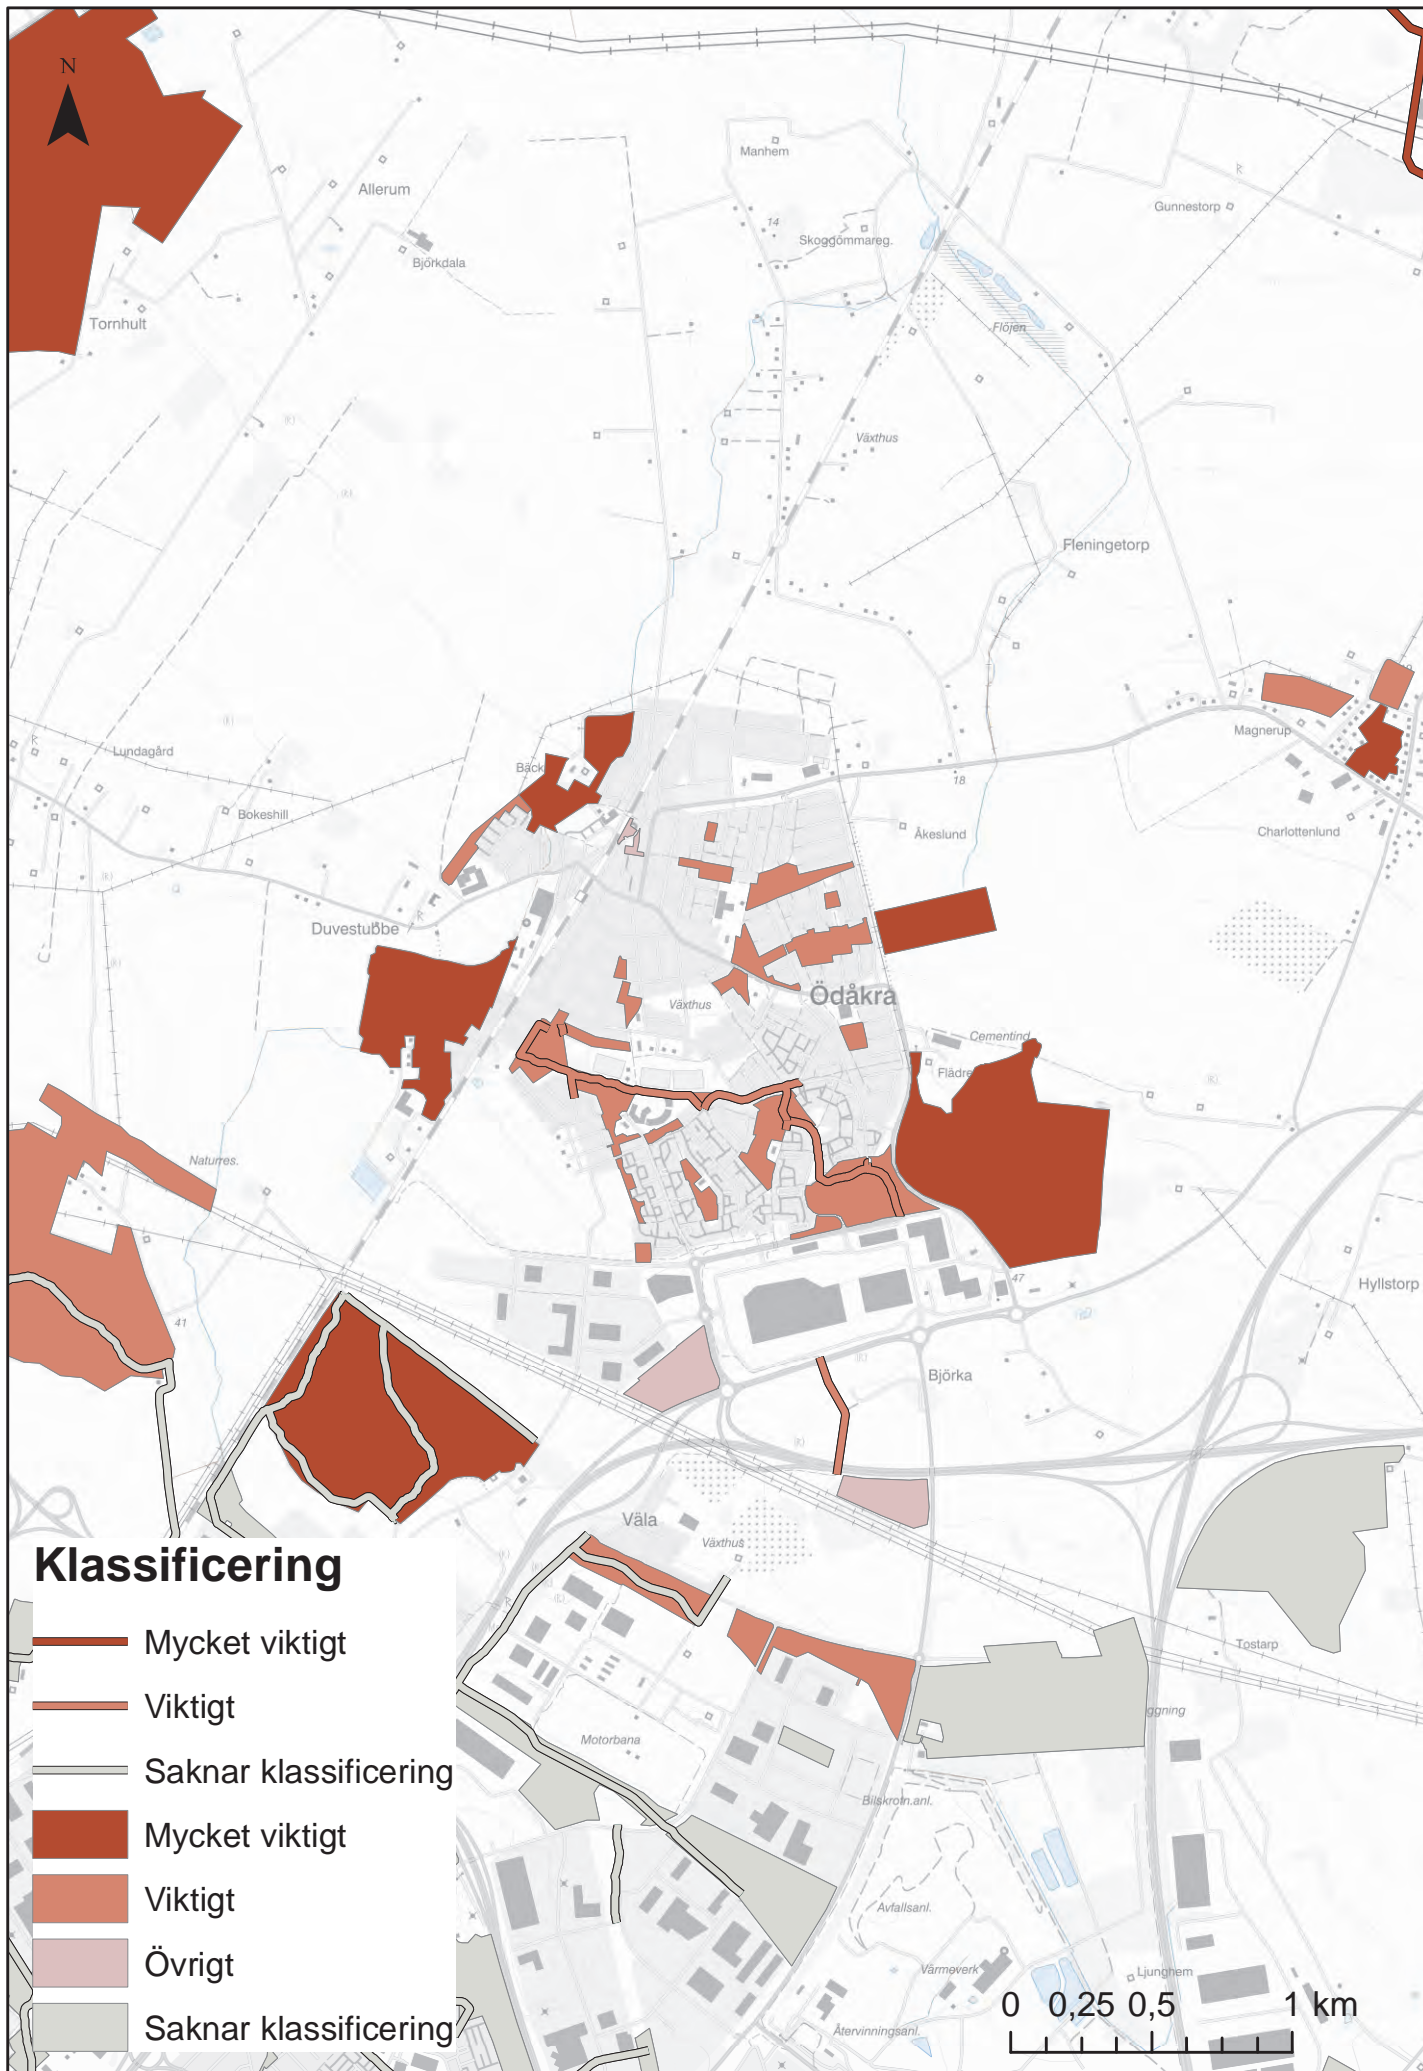 N
Manhem
Allerum
14
Gunnestorp
Skoggömmareg.
Björkdala
Tornhult
Flöjen
Växthus
Fleningetorp
Magnerup
Lundagård
Bäck
18
Bokeshill
Åkeslund
Charlottenlund
Duvestubbe
Ödåkra
Växthus
Cementind.
Flädre
Naturres.
47
Hyllstorp
41
Björka
Väla
Växthus
Klassificering
Mycket viktigt
Viktigt
Saknar klassificering
Mycket viktigt
Viktigt
Övrigt
Saknar klassificering
Tostarp
ggning
Motorbana
Bilskrotn.anl.
Avfallsanl.
Värmeverk
Ljunghem
Återvinningsanl.
0 0,25 0,5 1 km